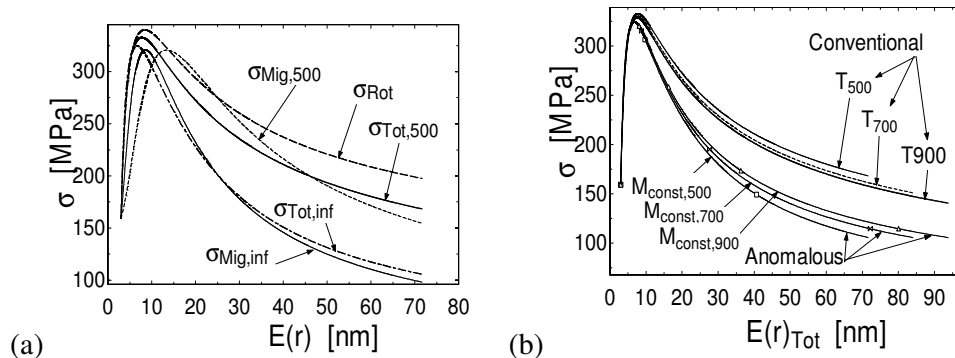 350
300
250
200
150
100
σ [MPa]
σMig,500
σRot
σTot,500
σTot,inf
σMig,inf
0 10 20 30 40 50 60 70 80
E(r) [nm]
(a)
300
250
200
150
100
σ [MPa]
Conventional
T500
T700
T900
Mconst,500
Mconst.700
Mconst,900
Anomalous
0 10 20 30 40 50 60 70 80 90
E(r)Tot [nm]
(b)